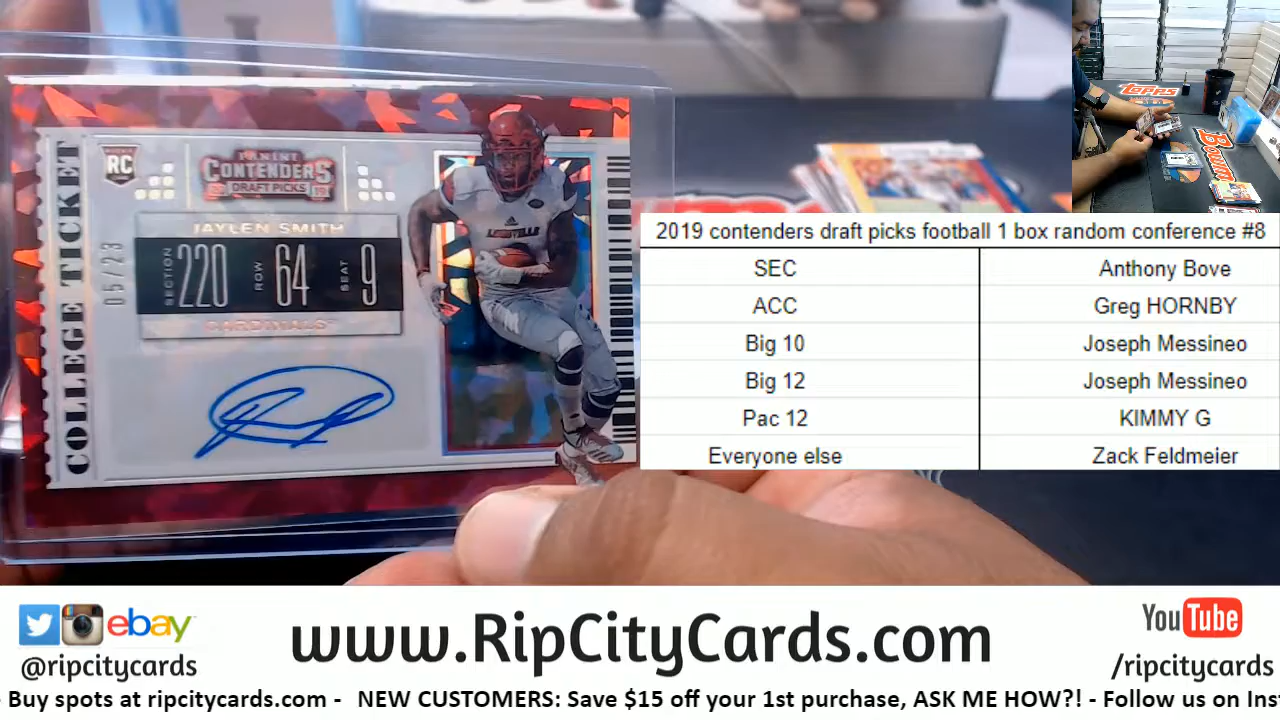 COLLEGE TICKET
RC
PANINI
CONTENDERS
DRAFT PICKS
JAYLEN SMITH
05/23
SECTION 220 ROW 64 SEAT 9
CARDINALS
LOUISVILLE
TOPPS
BOWM
2019 contenders draft picks football 1 box random conference #8
SEC Anthony Bove
ACC Greg HORNBY
Big 10 Joseph Messineo
Big 12 Joseph Messineo
Pac 12 KIMMY G
Everyone else Zack Feldmeier
ebay
@ripcitycards
www.RipCityCards.com
YouTube
/ripcitycards
Buy spots at ripcitycards.com - NEW CUSTOMERS: Save $15 off your 1st purchase, ASK ME HOW?! - Follow us on Ins